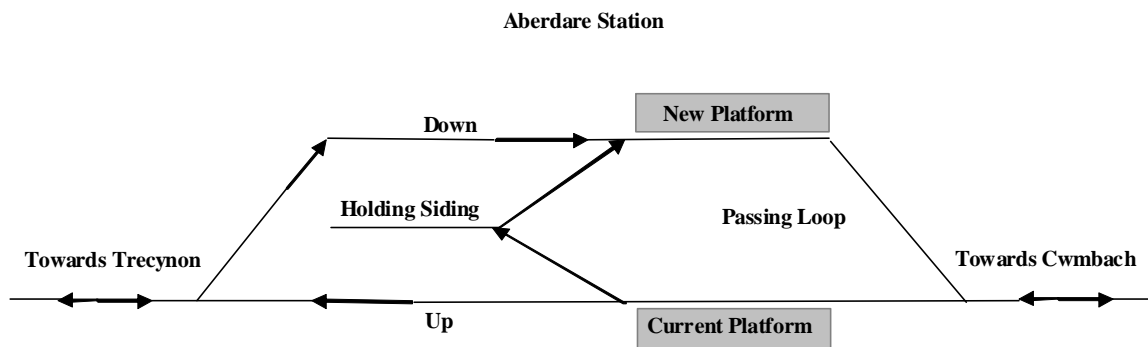 Aberdare Station
New Platform
Down
Holding Siding
Passing Loop
Towards Trecynon
Towards Cwmbach
Up
Current Platform